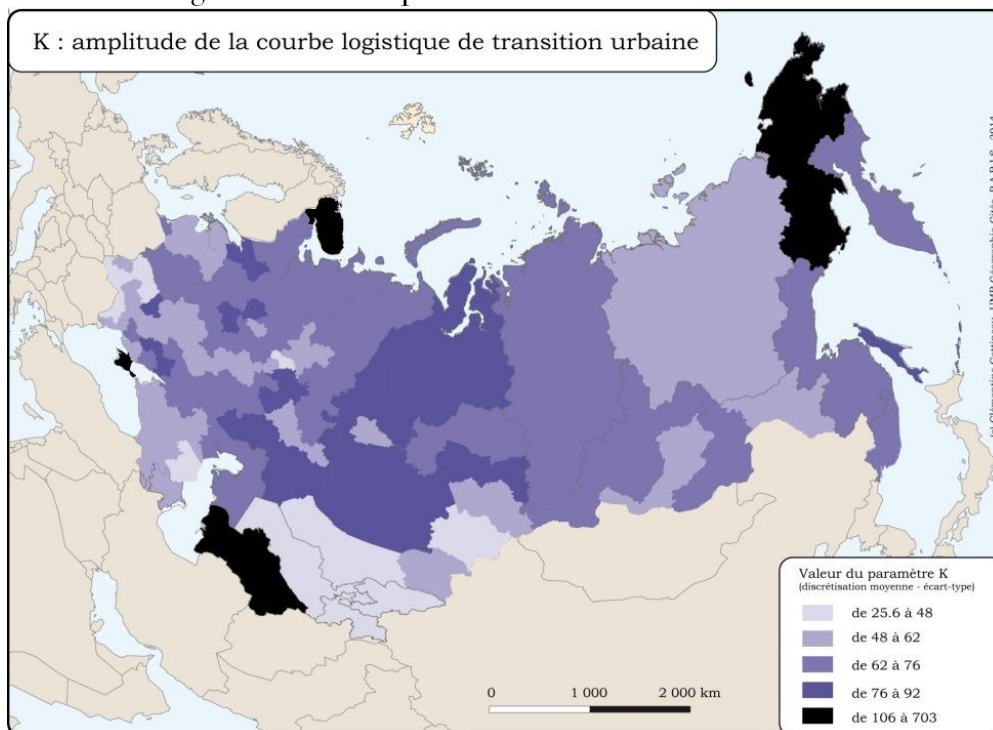 K : amplitude de la courbe logistique de transition urbaine
Valeur du paramètre K
(discrétisation moyenne - écart-type)
de 25.6 à 48
de 48 à 62
de 62 à 76
de 76 à 92
de 106 à 703
0 1 000 2 000 km